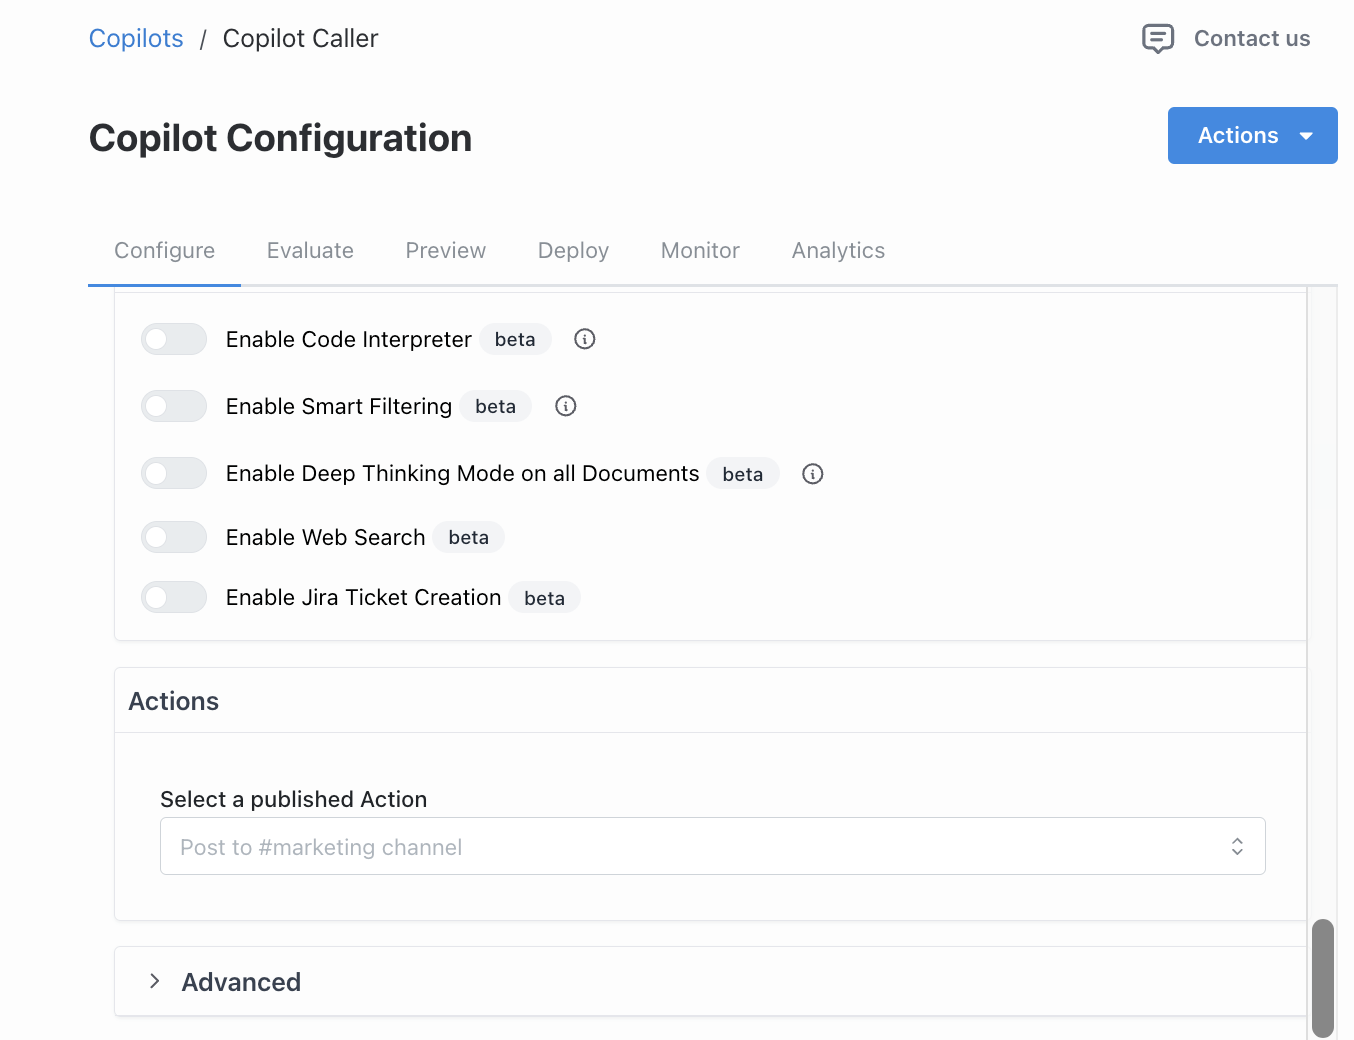 Copilots / Copilot Caller
Contact us
Copilot Configuration
Actions
Configure Evaluate Preview Deploy Monitor Analytics
Enable Code Interpreter beta
Enable Smart Filtering beta
Enable Deep Thinking Mode on all Documents beta
Enable Web Search beta
Enable Jira Ticket Creation beta
Actions
Select a published Action
Post to #marketing channel
Advanced